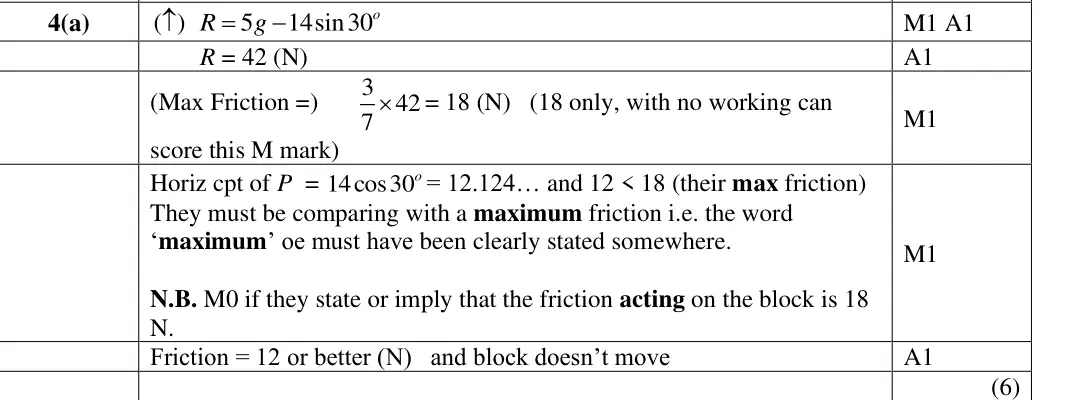 4(a) (↑) R = 5g − 14 sin 30° M1 A1
R = 42 (N) A1
(Max Friction =) 3/7 × 42 = 18 (N) (18 only, with no working can
score this M mark) M1
Horiz cpt of P = 14 cos 30° = 12.124… and 12 < 18 (their max friction)
They must be comparing with a maximum friction i.e. the word
‘maximum’ oe must have been clearly stated somewhere.
M1
N.B. M0 if they state or imply that the friction acting on the block is 18
N.
Friction = 12 or better (N) and block doesn’t move A1
(6)